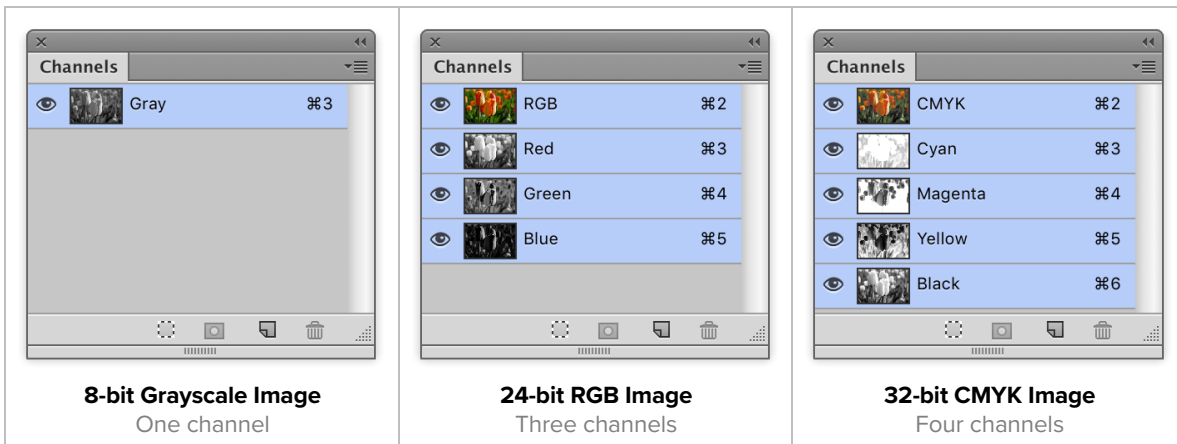 Channels
Gray ⌘3
8-bit Grayscale Image
One channel
Channels
RGB ⌘2
Red ⌘3
Green ⌘4
Blue ⌘5
24-bit RGB Image
Three channels
Channels
CMYK ⌘2
Cyan ⌘3
Magenta ⌘4
Yellow ⌘5
Black ⌘6
32-bit CMYK Image
Four channels